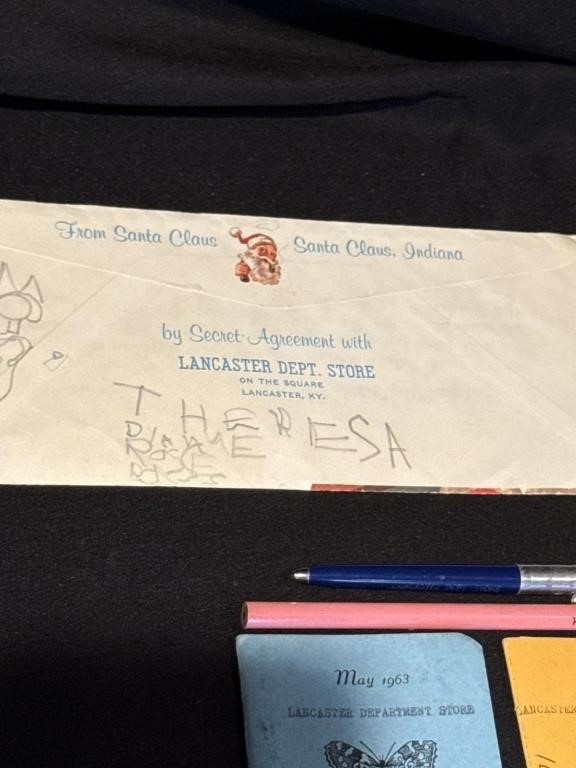 From Santa Claus Santa Claus, Indiana
by Secret Agreement with
LANCASTER DEPT. STORE
ON THE SQUARE
LANCASTER, KY.
THERESA
May 1963
LANCASTER DEPARTMENT STORE
LANCASTER